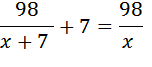 98/(x + 7) + 7 = 98/x